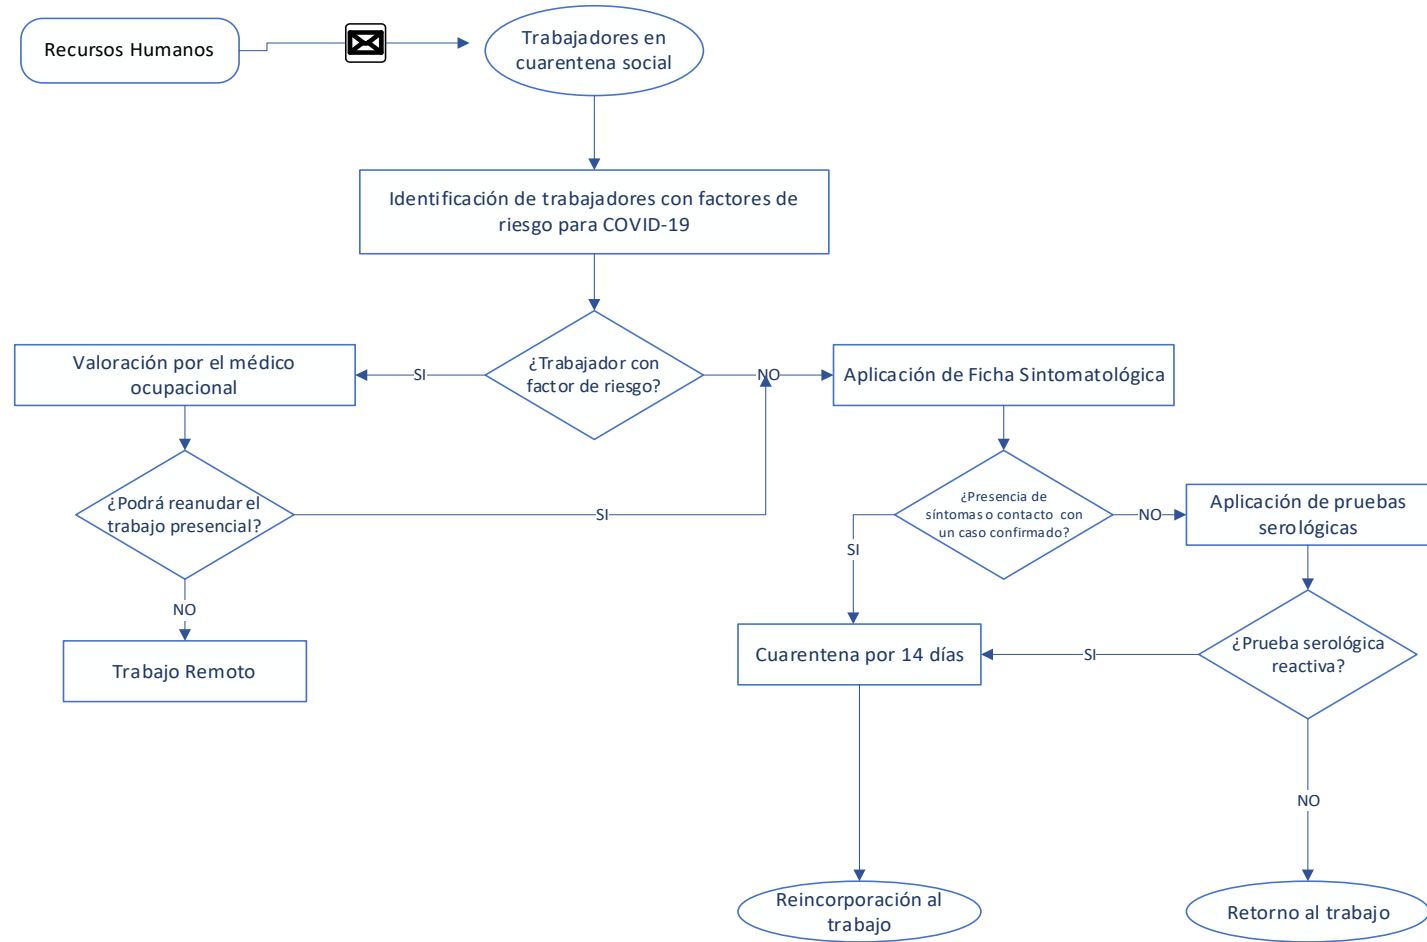 Recursos Humanos
Trabajadores en
cuarentena social
Identificación de trabajadores con factores de
riesgo para COVID-19
¿Trabajador con
factor de riesgo?
SI
NO
Valoración por el médico
ocupacional
Aplicación de Ficha Sintomatológica
¿Podrá reanudar el
trabajo presencial?
SI
NO
Trabajo Remoto
¿Presencia de
síntomas o contacto con
un caso confirmado?
SI
NO
Aplicación de pruebas
serológicas
Cuarentena por 14 días
¿Prueba serológica
reactiva?
SI
NO
Reincorporación al
trabajo
Retorno al trabajo